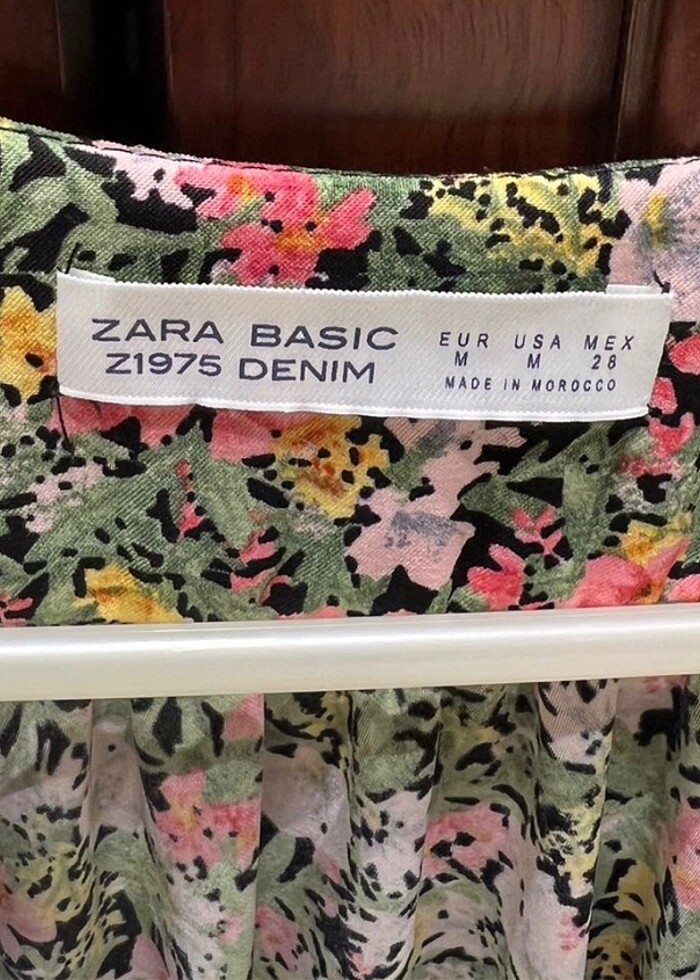 ZARA BASIC
Z1975 DENIM
EUR USA MEX
M M 28
MADE IN MOROCCO